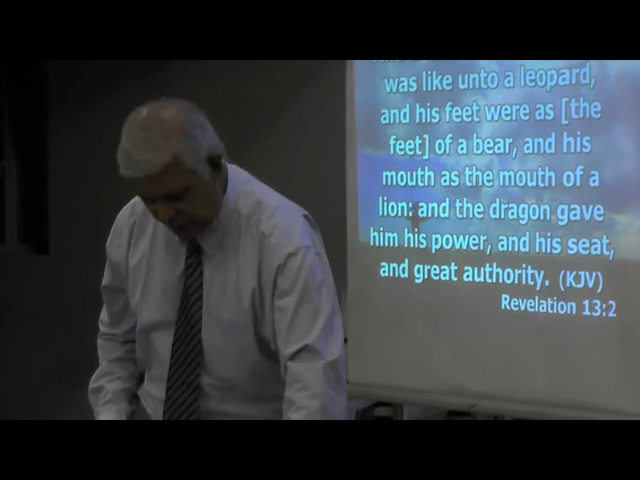 was like unto a leopard,
and his feet were as [the
feet] of a bear, and his
mouth as the mouth of a
lion: and the dragon gave
him his power, and his seat,
and great authority. (KJV)
Revelation 13:2